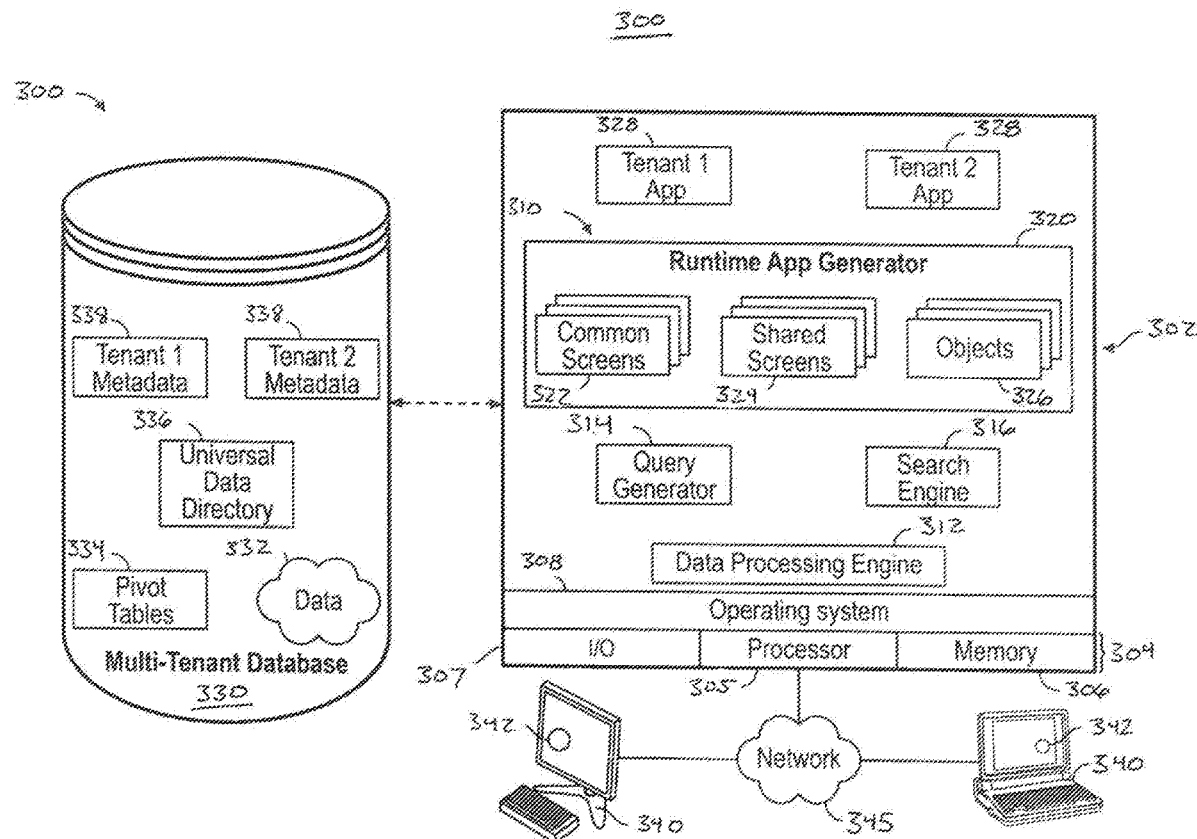 300
300
328
328
Tenant 1
App
Tenant 2
App
310
320
Runtime App Generator
Common
Screens
Shared
Screens
Objects
302
322
324
326
338
338
Tenant 1
Metadata
Tenant 2
Metadata
336
Universal
Data
Directory
314
316
Query
Generator
Search
Engine
334
332
Pivot
Tables
Data
308
312
Data Processing Engine
Operating system
I/O
Processor
Memory
304
Multi-Tenant Database
330
307
305
306
342
Network
342
340
340
345